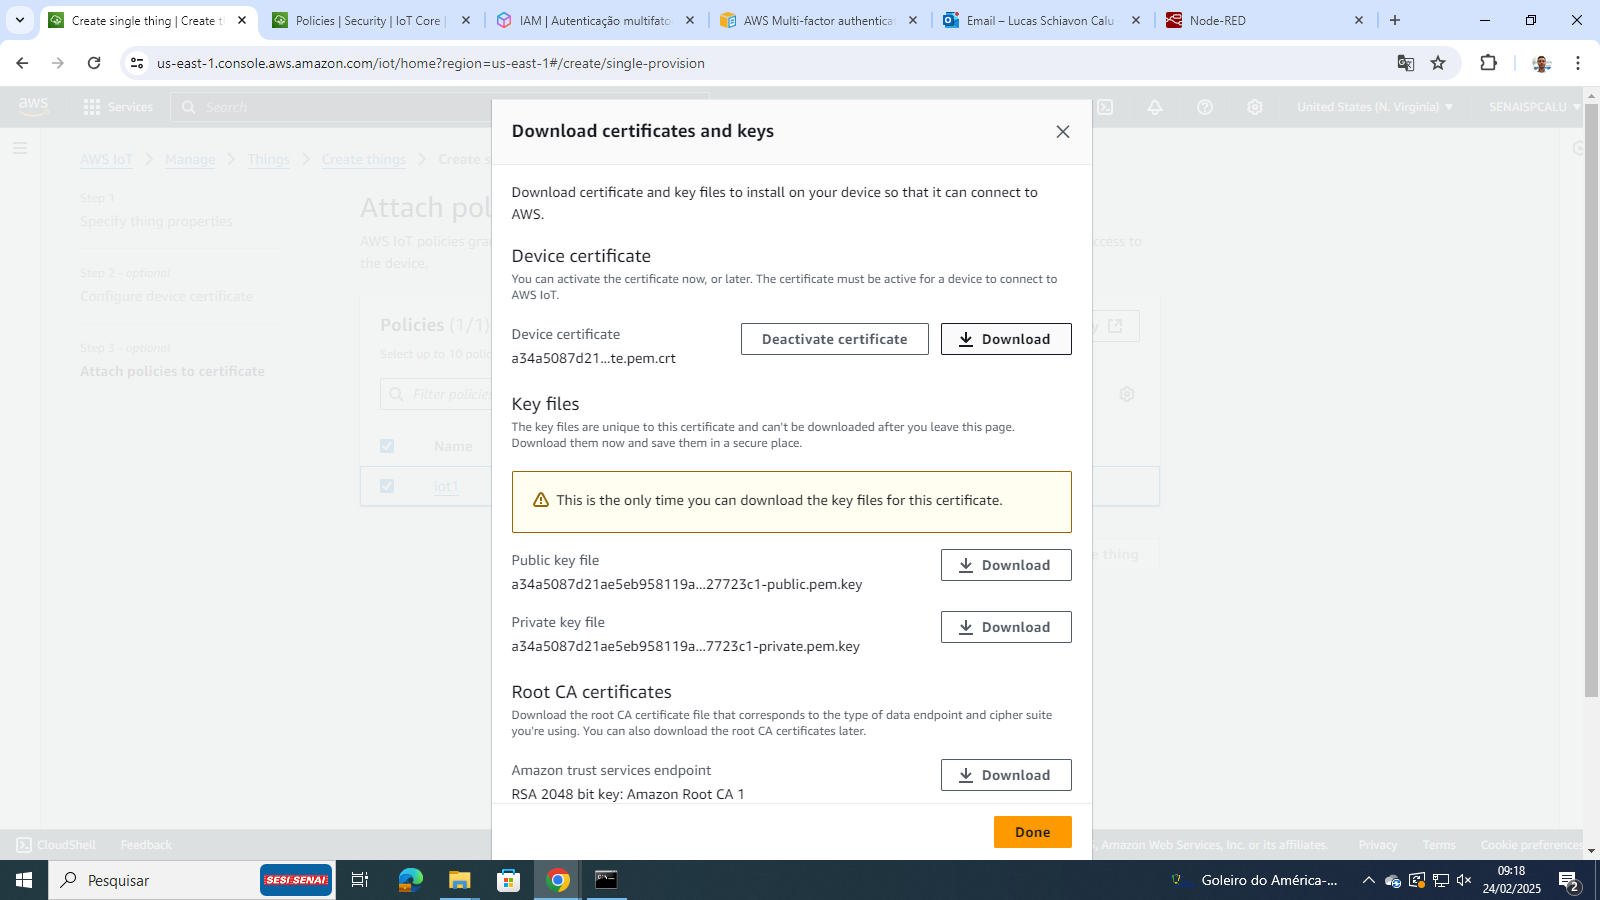 Create single thing | Create t
Policies | Security | IoT Core |
IAM | Autenticação multifato
AWS Multi-factor authenticat
Email – Lucas Schiavon Calu
Node-RED
us-east-1.console.aws.amazon.com/iot/home?region=us-east-1#/create/single-provision
aws
Services
Search
United States (N. Virginia)
SENAISPCALU
AWS IoT
Manage
Things
Create things
Create s
Step 1
Specify thing properties
Step 2 - optional
Configure device certificate
Step 3 - optional
Attach policies to certificate
Attach pol
AWS IoT policies gra
ccess to
the device.
Policies (1/1)
y
Select up to 10 polic
Filter policies
Name
iot1
e thing
Download certificates and keys
Download certificate and key files to install on your device so that it can connect to
AWS.
Device certificate
You can activate the certificate now, or later. The certificate must be active for a device to connect to
AWS IoT.
Device certificate
a34a5087d21...te.pem.crt
Deactivate certificate
Download
Key files
The key files are unique to this certificate and can't be downloaded after you leave this page.
Download them now and save them in a secure place.
This is the only time you can download the key files for this certificate.
Public key file
a34a5087d21ae5eb958119a...27723c1-public.pem.key
Download
Private key file
a34a5087d21ae5eb958119a...7723c1-private.pem.key
Download
Root CA certificates
Download the root CA certificate file that corresponds to the type of data endpoint and cipher suite
you're using. You can also download the root CA certificates later.
Amazon trust services endpoint
RSA 2048 bit key: Amazon Root CA 1
Download
Done
CloudShell
Feedback
, Amazon Web Services, Inc. or its affiliates.
Privacy
Terms
Cookie preferences
Pesquisar
SESI SENAI
Goleiro do América-...
09:18
24/02/2025
2